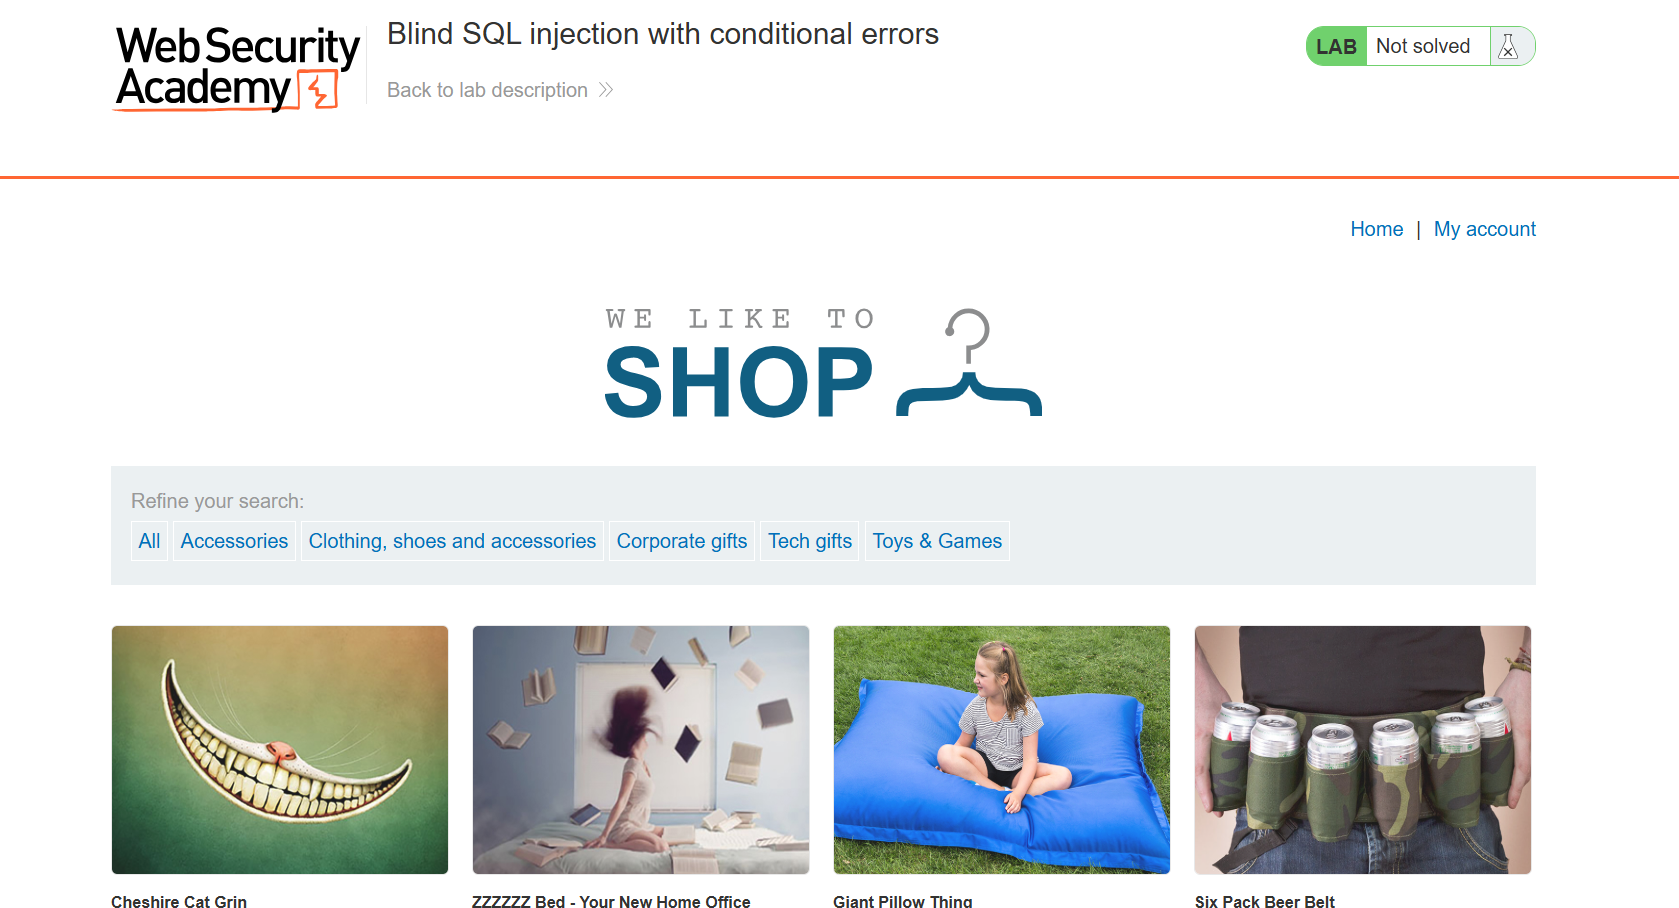 Web Security
Academy
Blind SQL injection with conditional errors
Back to lab description
LAB Not solved
Home | My account
WE LIKE TO
SHOP
Refine your search:
All Accessories Clothing, shoes and accessories Corporate gifts Tech gifts Toys & Games
Cheshire Cat Grin ZZZZZZ Bed - Your New Home Office Giant Pillow Thing Six Pack Beer Belt